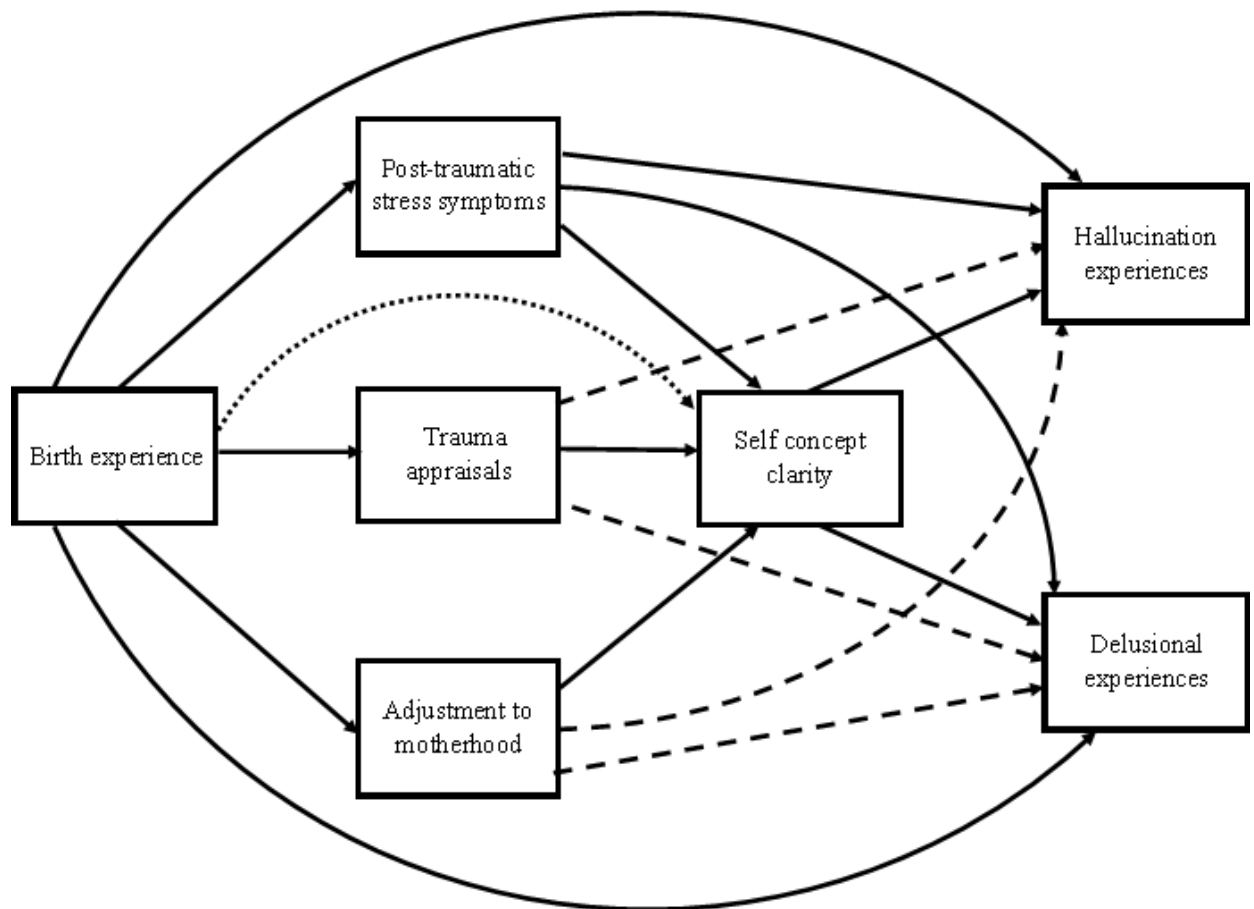 Post-traumatic
stress symptoms
Hallucination
experiences
Birth experience
Trauma
appraisals
Self concept
clarity
Adjustment to
motherhood
Delusional
experiences